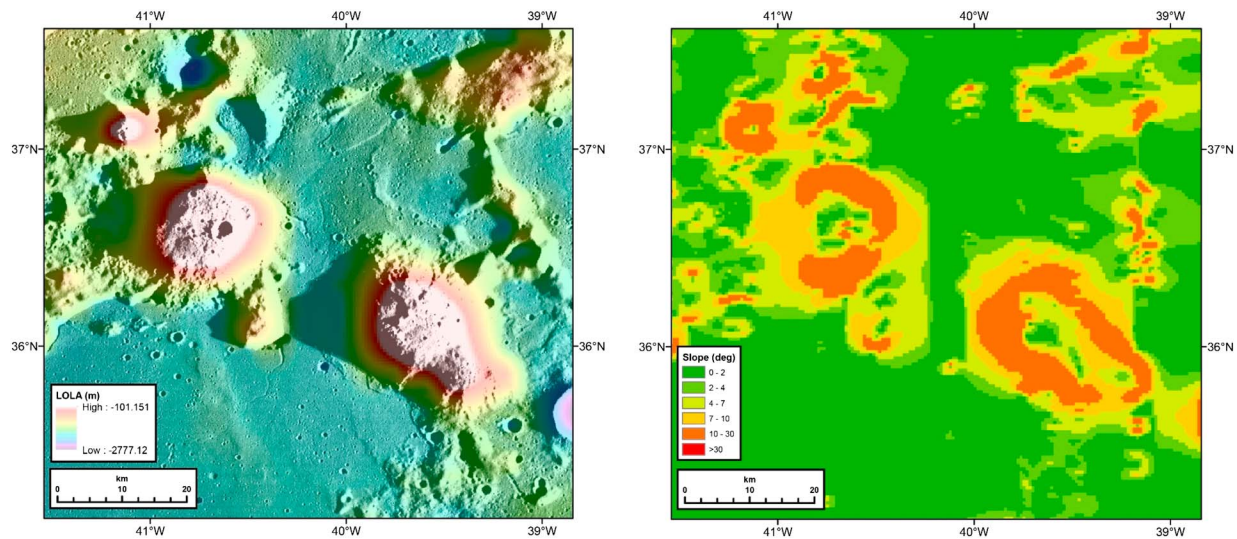 41°W 40°W 39°W
37°N
36°N
LOLA (m)
High : -101.151
Low : -2777.12
km
0 10 20
41°W 40°W 39°W
41°W 40°W 39°W
37°N 37°N
36°N 36°N
Slope (deg)
0 - 2
2 - 4
4 - 7
7 - 10
10 - 30
>30
km
0 10 20
41°W 40°W 39°W
37°N
36°N